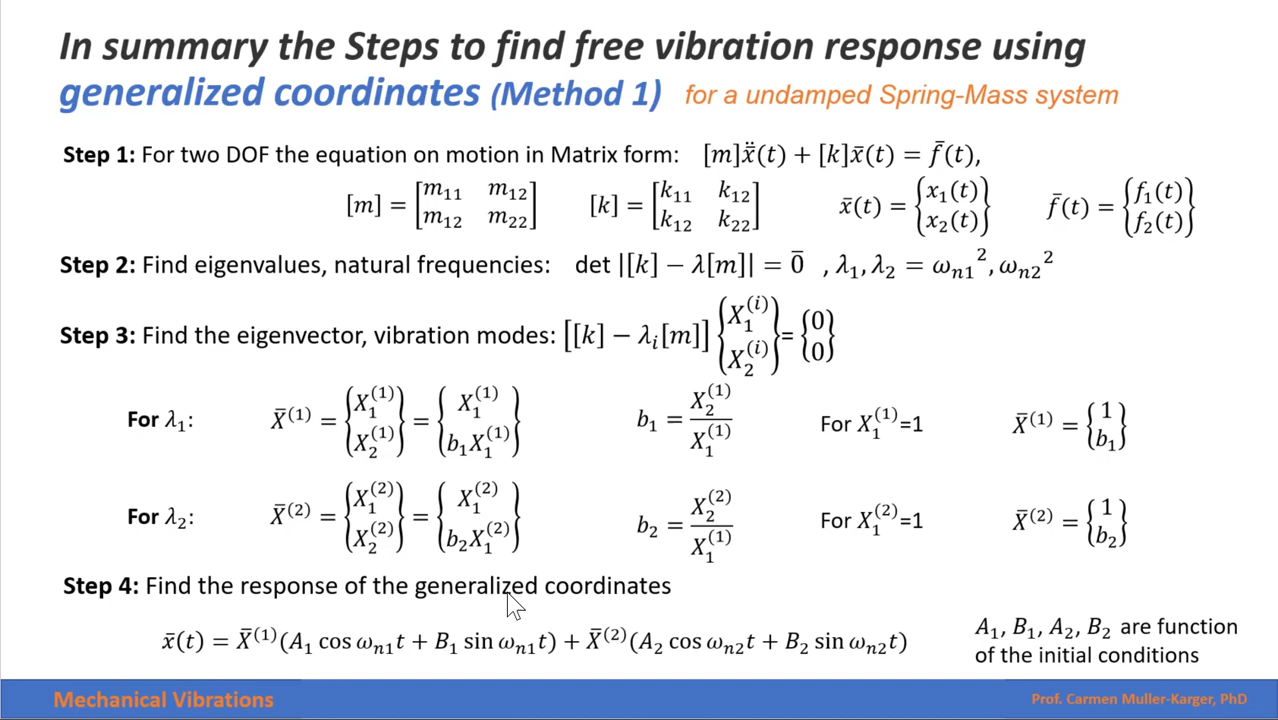 In summary the Steps to find free vibration response using
generalized coordinates (Method 1) for a undamped Spring-Mass system
Step 1: For two DOF the equation on motion in Matrix form: [m]ẍ̄(t) + [k]x̄(t) = f̄(t),
[m] = [m₁₁ m₁₂; m₁₂ m₂₂] [k] = [k₁₁ k₁₂; k₁₂ k₂₂] x̄(t) = {x₁(t); x₂(t)} f̄(t) = {f₁(t); f₂(t)}
Step 2: Find eigenvalues, natural frequencies: det |[k] − λ[m]| = 0̄ , λ₁, λ₂ = ωₙ₁², ωₙ₂²
Step 3: Find the eigenvector, vibration modes: [[k] − λᵢ[m]] {X₁⁽ⁱ⁾; X₂⁽ⁱ⁾} = {0; 0}
For λ₁: X̄⁽¹⁾ = {X₁⁽¹⁾; X₂⁽¹⁾} = {X₁⁽¹⁾; b₁X₁⁽¹⁾} b₁ = X₂⁽¹⁾/X₁⁽¹⁾ For X₁⁽¹⁾=1 X̄⁽¹⁾ = {1; b₁}
For λ₂: X̄⁽²⁾ = {X₁⁽²⁾; X₂⁽²⁾} = {X₁⁽²⁾; b₂X₁⁽²⁾} b₂ = X₂⁽²⁾/X₁⁽¹⁾ For X₁⁽²⁾=1 X̄⁽²⁾ = {1; b₂}
Step 4: Find the response of the generalized coordinates
x̄(t) = X̄⁽¹⁾(A₁ cos ωₙ₁t + B₁ sin ωₙ₁t) + X̄⁽²⁾(A₂ cos ωₙ₂t + B₂ sin ωₙ₂t)
A₁, B₁, A₂, B₂ are function
of the initial conditions
Mechanical Vibrations
Prof. Carmen Muller-Karger, PhD